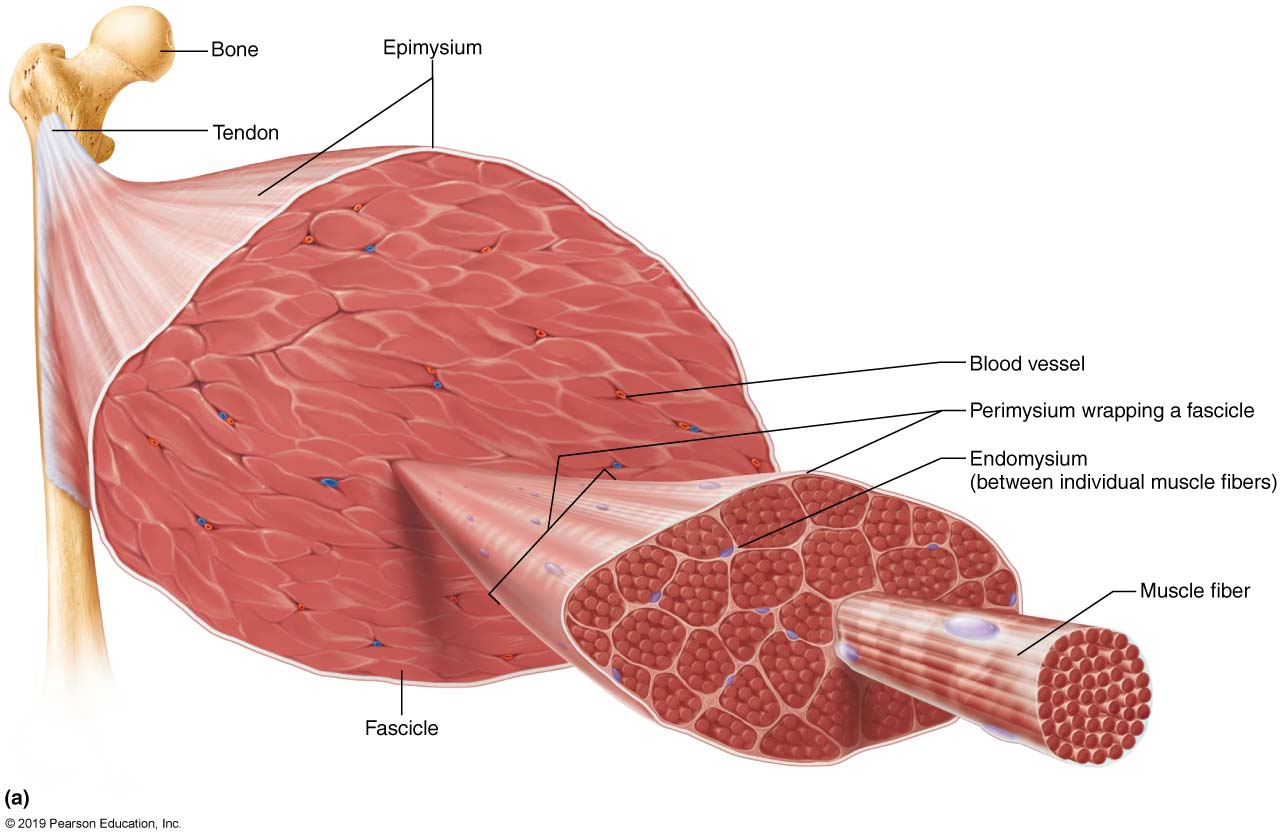 Bone
Epimysium
Tendon
Blood vessel
Perimysium wrapping a fascicle
Endomysium
(between individual muscle fibers)
Muscle fiber
Fascicle
(a)
© 2019 Pearson Education, Inc.